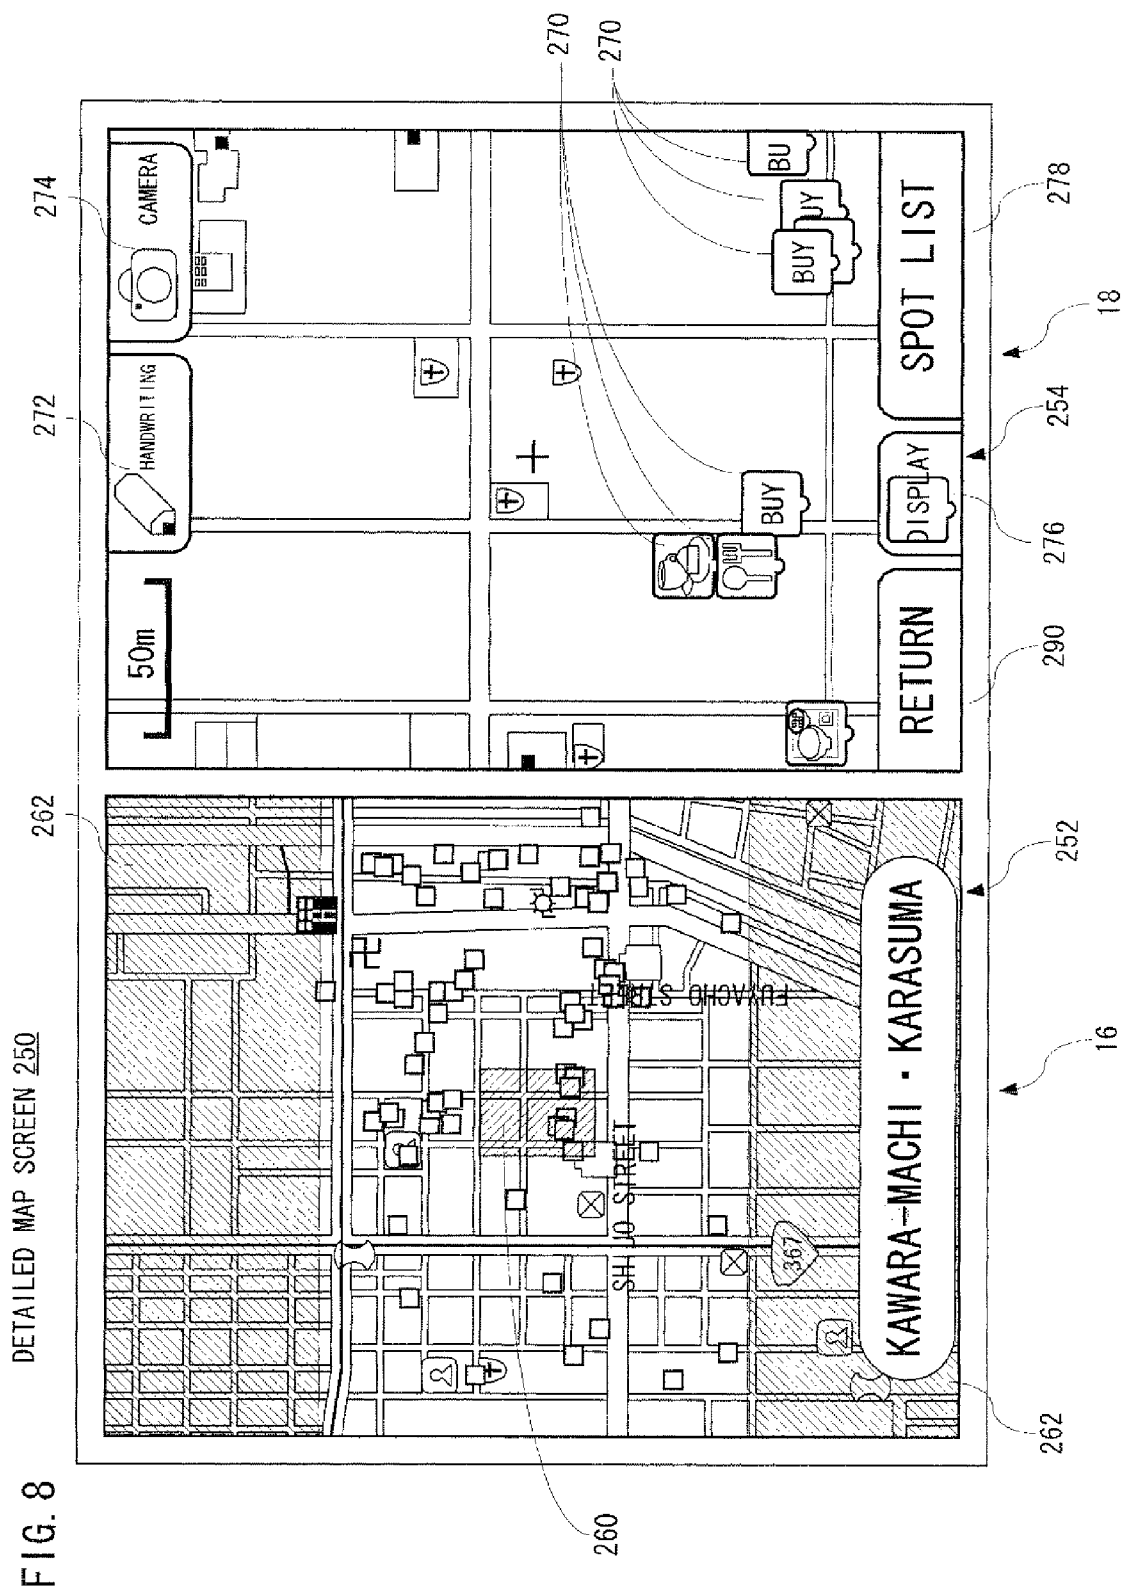 FIG. 8
DETAILED MAP SCREEN 250
262
272
274
270
270
50m
HANDWRITING
CAMERA
367
SHIJO STREET
FUYACHO STREET
BUY
BUY
UY
BU
KAWARA-MACHI・KARASUMA
RETURN
DISPLAY
SPOT LIST
260
262
16
252
290
276
254
18
278